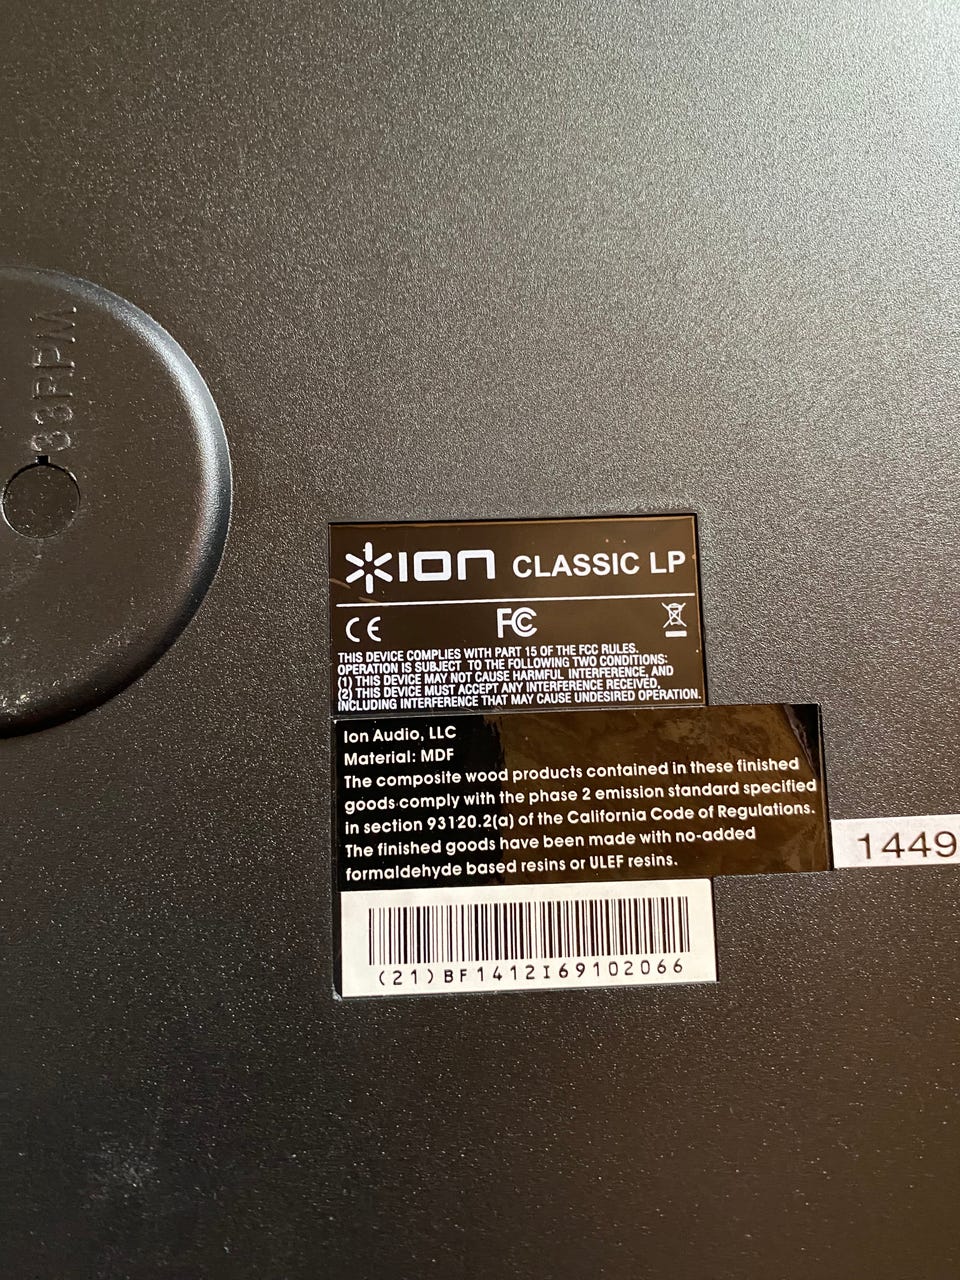 33RPM
ION CLASSIC LP
CE FC
THIS DEVICE COMPLIES WITH PART 15 OF THE FCC RULES.
OPERATION IS SUBJECT TO THE FOLLOWING TWO CONDITIONS:
(1) THIS DEVICE MAY NOT CAUSE HARMFUL INTERFERENCE, AND
(2) THIS DEVICE MUST ACCEPT ANY INTERFERENCE RECEIVED,
INCLUDING INTERFERENCE THAT MAY CAUSE UNDESIRED OPERATION.
Ion Audio, LLC
Material: MDF
The composite wood products contained in these finished
goods comply with the phase 2 emission standard specified
in section 93120.2(a) of the California Code of Regulations.
The finished goods have been made with no-added
formaldehyde based resins or ULEF resins.
1449
(21)BF1412I69102066